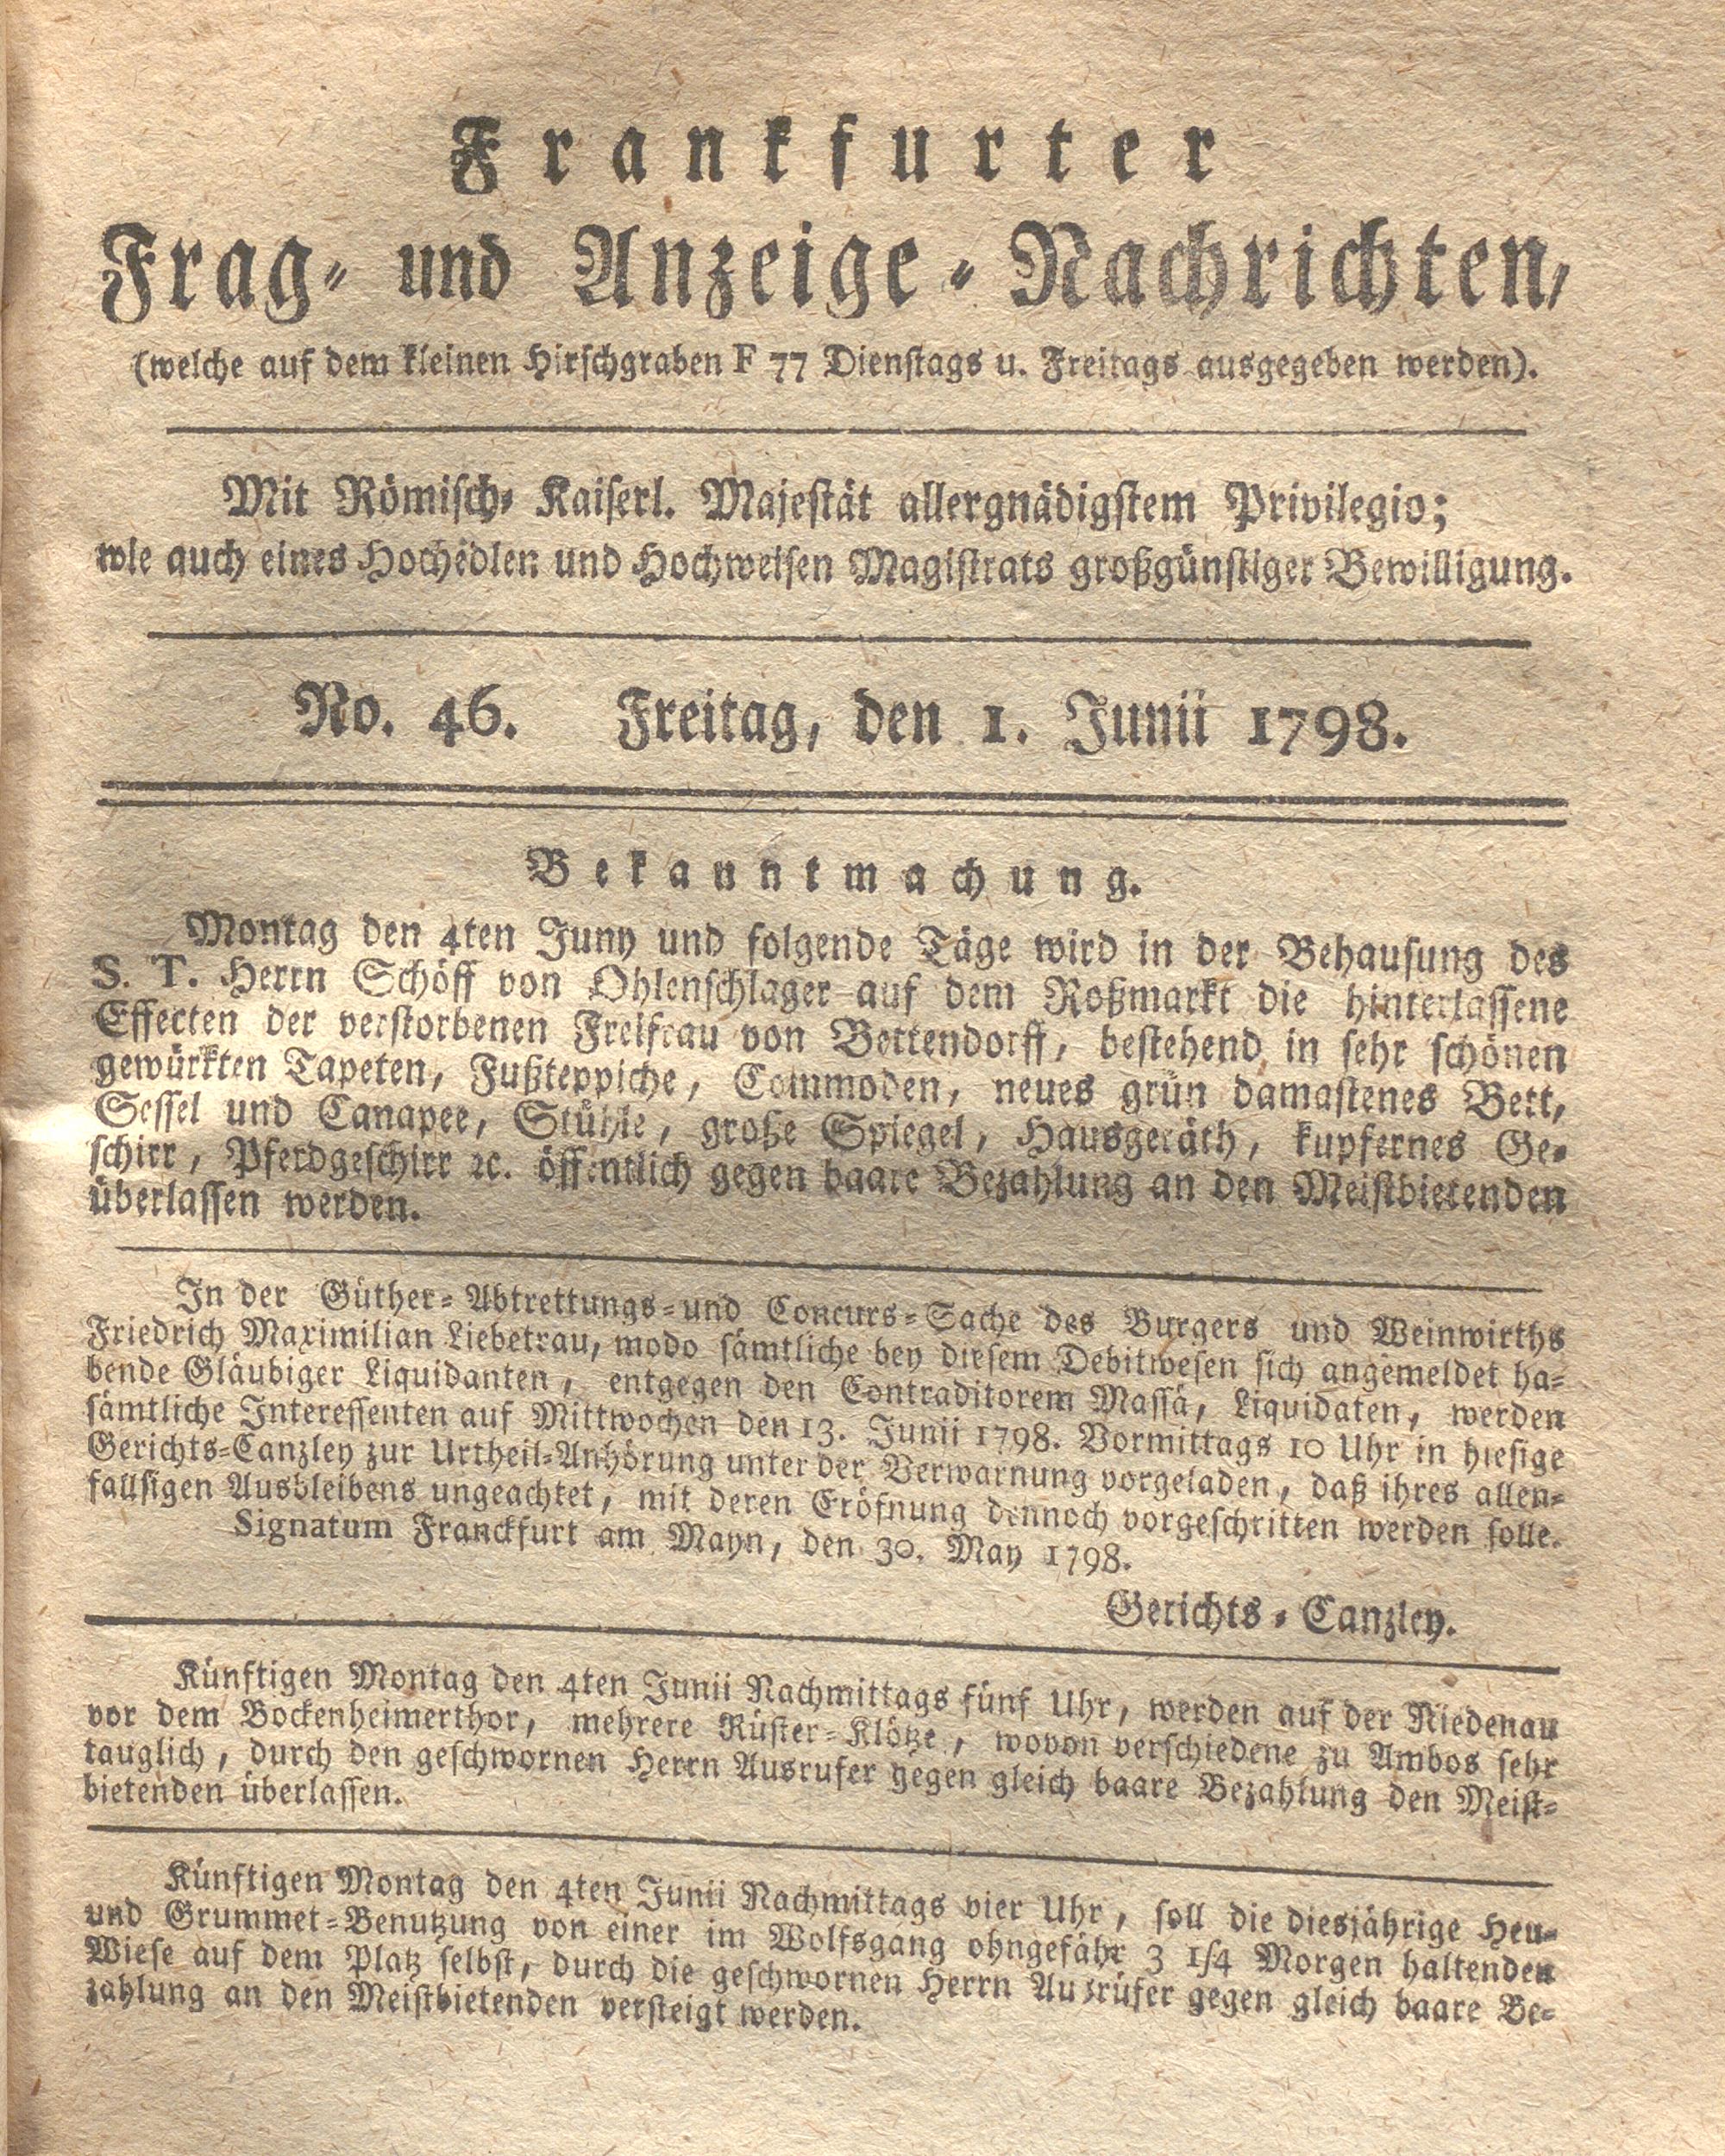 Frankfurter
Frag- und Anzeige-Nachrichten,
(welche auf dem kleinen Hirschgraben F 77 Dienstags u. Freitags ausgegeben werden).
Mit Römisch- Kaiserl. Majestät allergnädigstem Privilegio;
wie auch eines Hochedlen und Hochweisen Magistrats großgünstiger Bewilligung.
No. 46. Freitag, den 1. Junii 1798.
Bekanntmachung.
Montag den 4ten Juny und folgende Täge wird in der Behausung des
S. T. Herrn Schöff von Ohlenschlager auf dem Roßmarkt die hinterlassene
Effecten der verstorbenen Freifrau von Bettendorff, bestehend in sehr schönen
gewürkten Tapeten, Fußteppiche, Commoden, neues grün damastenes Bett,
Sessel und Canapee, Stühle, große Spiegel, Hausgeräth, kupfernes Ge-
schirr, Pferdgeschirr ꝛc. öffentlich gegen baare Bezahlung an den Meistbietenden
überlassen werden.
In der Güther-Abtrettungs-und Concurs-Sache des Burgers und Weinwirths
Friedrich Maximilian Liebetrau, modo sämtliche bey diesem Debitwesen sich angemeldet ha-
bende Gläubiger Liquidanten, entgegen den Contraditorem Massä, Liquidaten, werden
sämtliche Interessenten auf Mittwochen den 13. Junii 1798. Vormittags 10 Uhr in hiesige
Gerichts-Canzley zur Urtheil-Anhörung unter der Verwarnung vorgeladen, daß ihres allen-
fallsigen Ausbleibens ungeachtet, mit deren Eröfnung dennoch vorgeschritten werden solle.
Signatum Franckfurt am Mayn, den 30. May 1798.
Gerichts-Canzley.
Künftigen Montag den 4ten Junii Nachmittags fünf Uhr, werden auf der Riedenau
vor dem Bockenheimerthor, mehrere Rüster-Klötze, wovon verschiedene zu Ambos sehr
tauglich, durch den geschwornen Herrn Ausrufer gegen gleich baare Bezahlung den Meist-
bietenden überlassen.
Künftigen Montag den 4ten Junii Nachmittags vier Uhr, soll die diesjährige Heu-
und Grummet-Benutzung von einer im Wolfsgang ohngefähr 3 1/4 Morgen haltenden
Wiese auf dem Platz selbst, durch die geschwornen Herrn Ausrüfer gegen gleich baare Be-
zahlung an den Meistbietenden versteigt werden.